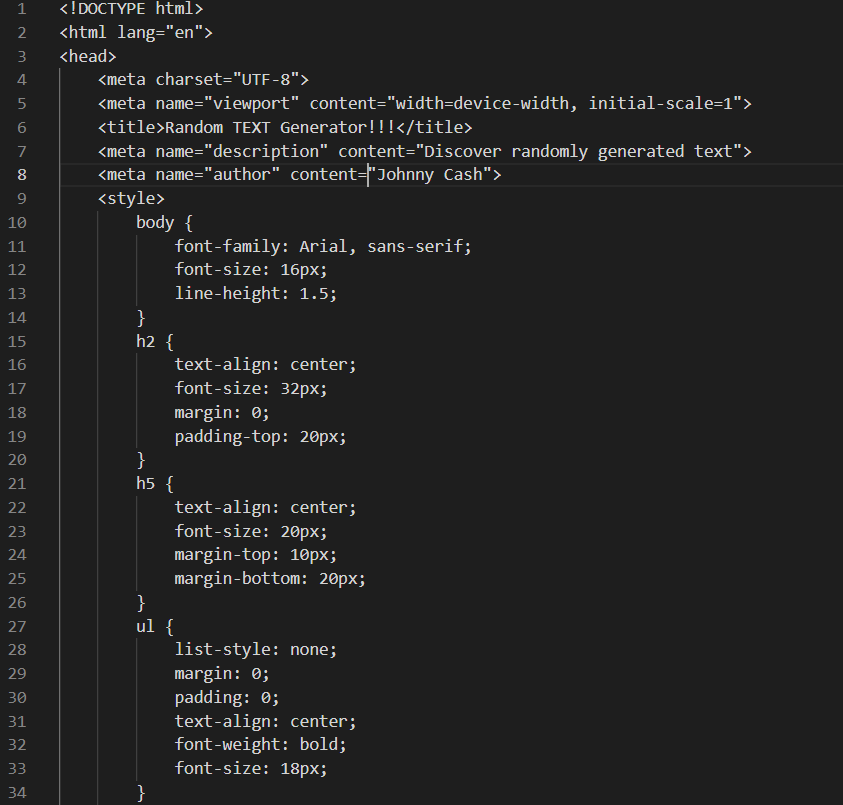 1 <!DOCTYPE html>
2 <html lang="en">
3 <head>
4     <meta charset="UTF-8">
5     <meta name="viewport" content="width=device-width, initial-scale=1">
6     <title>Random TEXT Generator!!!</title>
7     <meta name="description" content="Discover randomly generated text">
8     <meta name="author" content="Johnny Cash">
9     <style>
10         body {
11             font-family: Arial, sans-serif;
12             font-size: 16px;
13             line-height: 1.5;
14         }
15         h2 {
16             text-align: center;
17             font-size: 32px;
18             margin: 0;
19             padding-top: 20px;
20         }
21         h5 {
22             text-align: center;
23             font-size: 20px;
24             margin-top: 10px;
25             margin-bottom: 20px;
26         }
27         ul {
28             list-style: none;
29             margin: 0;
30             padding: 0;
31             text-align: center;
32             font-weight: bold;
33             font-size: 18px;
34         }